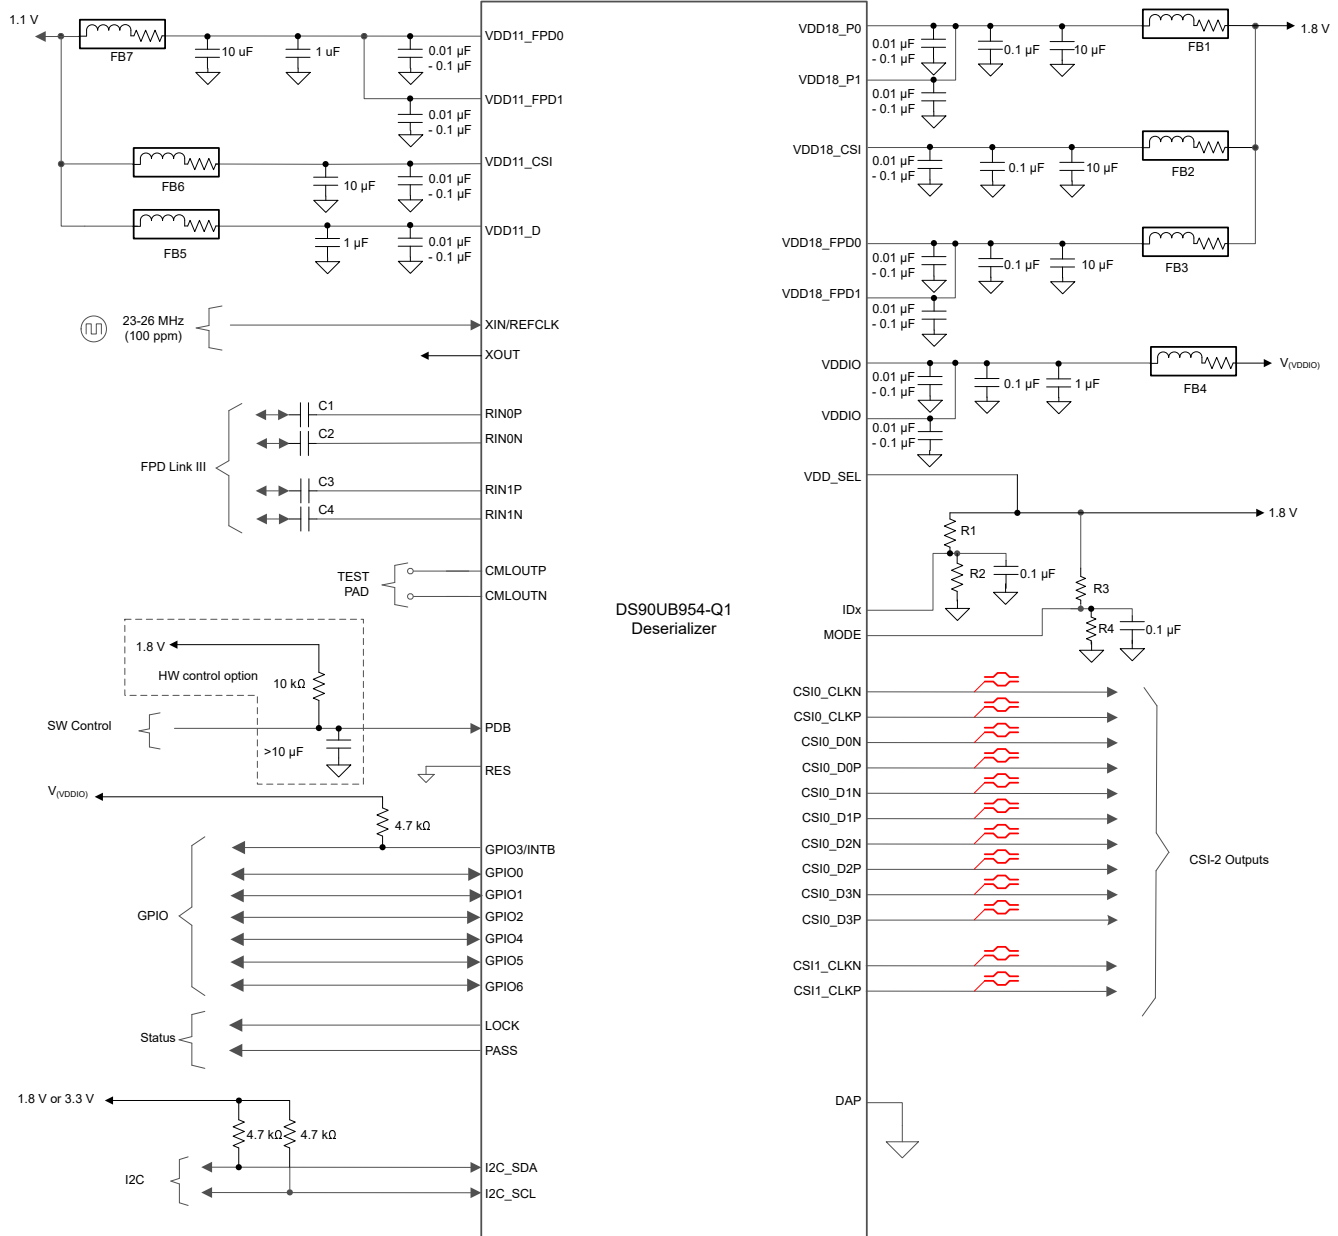 1.1 V
FB7
10 uF
1 uF
0.01 µF
- 0.1 µF
VDD11_FPD0
0.01 µF
- 0.1 µF
VDD11_FPD1
FB6
10 µF
0.01 µF
- 0.1 µF
VDD11_CSI
FB5
1 µF
0.01 µF
- 0.1 µF
VDD11_D
23-26 MHz
(100 ppm)
XIN/REFCLK
XOUT
FPD Link III
C1
RIN0P
C2
RIN0N
C3
RIN1P
C4
RIN1N
TEST
PAD
CMLOUTP
CMLOUTN
1.8 V
HW control option
10 kΩ
SW Control
>10 µF
PDB
RES
V(VDDIO)
4.7 kΩ
GPIO
GPIO3/INTB
GPIO0
GPIO1
GPIO2
GPIO4
GPIO5
GPIO6
Status
LOCK
PASS
1.8 V or 3.3 V
4.7 kΩ
4.7 kΩ
I2C
I2C_SDA
I2C_SCL
DS90UB954-Q1
Deserializer
VDD18_P0
0.01 µF
- 0.1 µF
0.1 µF
10 µF
FB1
1.8 V
VDD18_P1
0.01 µF
- 0.1 µF
VDD18_CSI
0.01 µF
- 0.1 µF
0.1 µF
10 µF
FB2
VDD18_FPD0
0.01 µF
- 0.1 µF
0.1 µF
10 µF
FB3
VDD18_FPD1
0.01 µF
- 0.1 µF
VDDIO
0.01 µF
- 0.1 µF
0.1 µF
1 µF
FB4
V(VDDIO)
VDDIO
0.01 µF
- 0.1 µF
VDD_SEL
1.8 V
R1
R2
0.1 µF
R3
R4
0.1 µF
IDx
MODE
CSI0_CLKN
CSI0_CLKP
CSI0_D0N
CSI0_D0P
CSI0_D1N
CSI0_D1P
CSI0_D2N
CSI0_D2P
CSI0_D3N
CSI0_D3P
CSI1_CLKN
CSI1_CLKP
CSI-2 Outputs
DAP